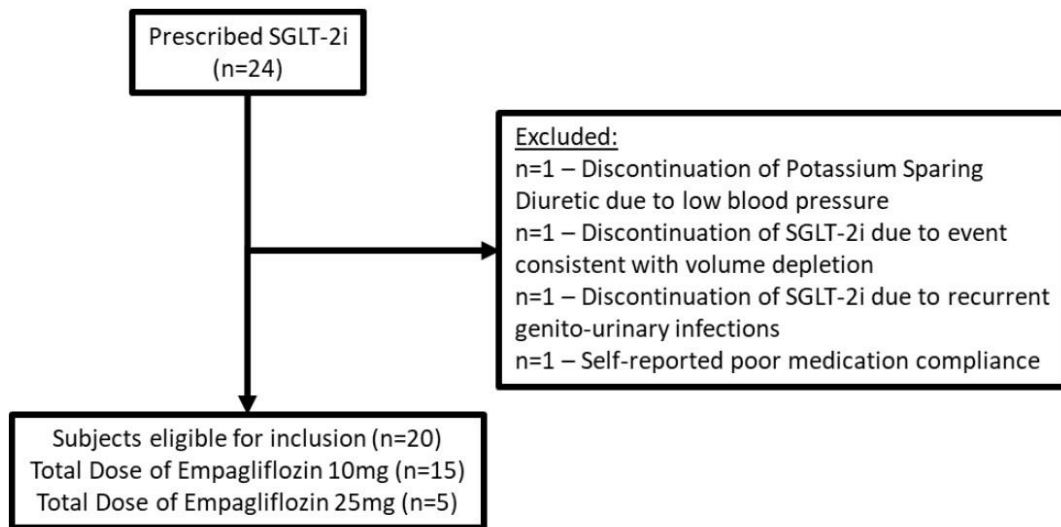 Prescribed SGLT-2i
(n=24)
Excluded:
n=1 – Discontinuation of Potassium Sparing
Diuretic due to low blood pressure
n=1 – Discontinuation of SGLT-2i due to event
consistent with volume depletion
n=1 – Discontinuation of SGLT-2i due to recurrent
genito-urinary infections
n=1 – Self-reported poor medication compliance
Subjects eligible for inclusion (n=20)
Total Dose of Empagliflozin 10mg (n=15)
Total Dose of Empagliflozin 25mg (n=5)